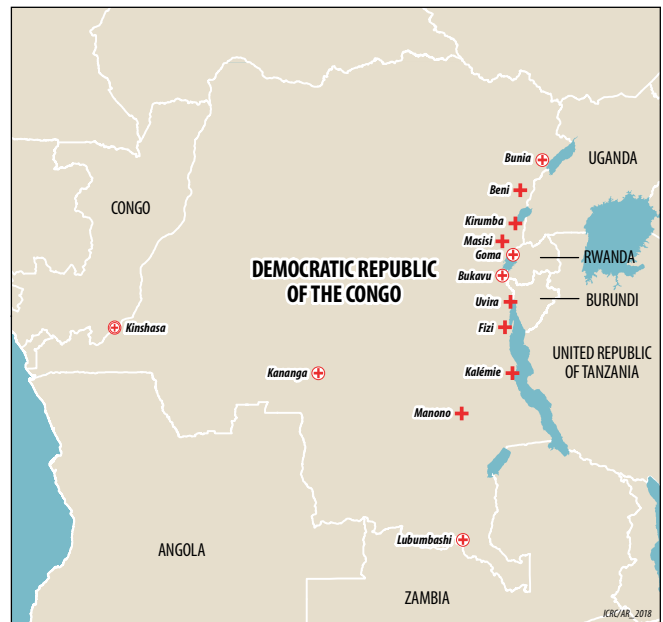 Bunia
UGANDA
Beni
CONGO
Kirumba
Masisi
Goma
RWANDA
DEMOCRATIC REPUBLIC
OF THE CONGO
Bukavu
Uvira
BURUNDI
Kinshasa
Fizi
UNITED REPUBLIC
OF TANZANIA
Kananga
Kalémie
Manono
Lubumbashi
ANGOLA
ZAMBIA
ICRC/AR_2018